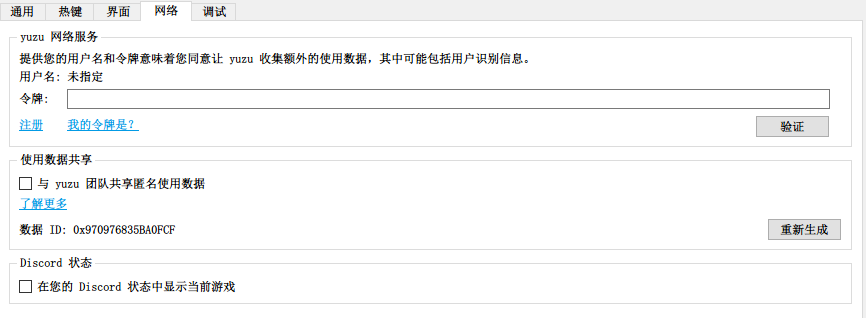 通用 热键 界面 网络 调试
yuzu 网络服务
提供您的用户名和令牌意味着您同意让 yuzu 收集额外的使用数据，其中可能包括用户识别信息。
用户名: 未指定
令牌:
注册 我的令牌是？ 验证
使用数据共享
与 yuzu 团队共享匿名使用数据
了解更多
数据 ID: 0x970976835BA0FCF 重新生成
Discord 状态
在您的 Discord 状态中显示当前游戏